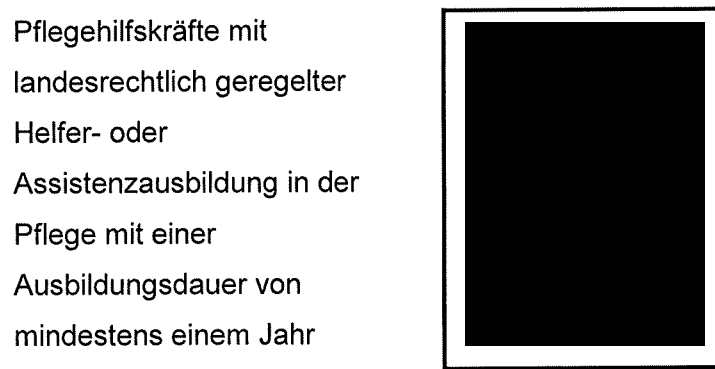 Pflegehilfskräfte mit
landesrechtlich geregelter
Helfer- oder
Assistenzausbildung in der
Pflege mit einer
Ausbildungsdauer von
mindestens einem Jahr